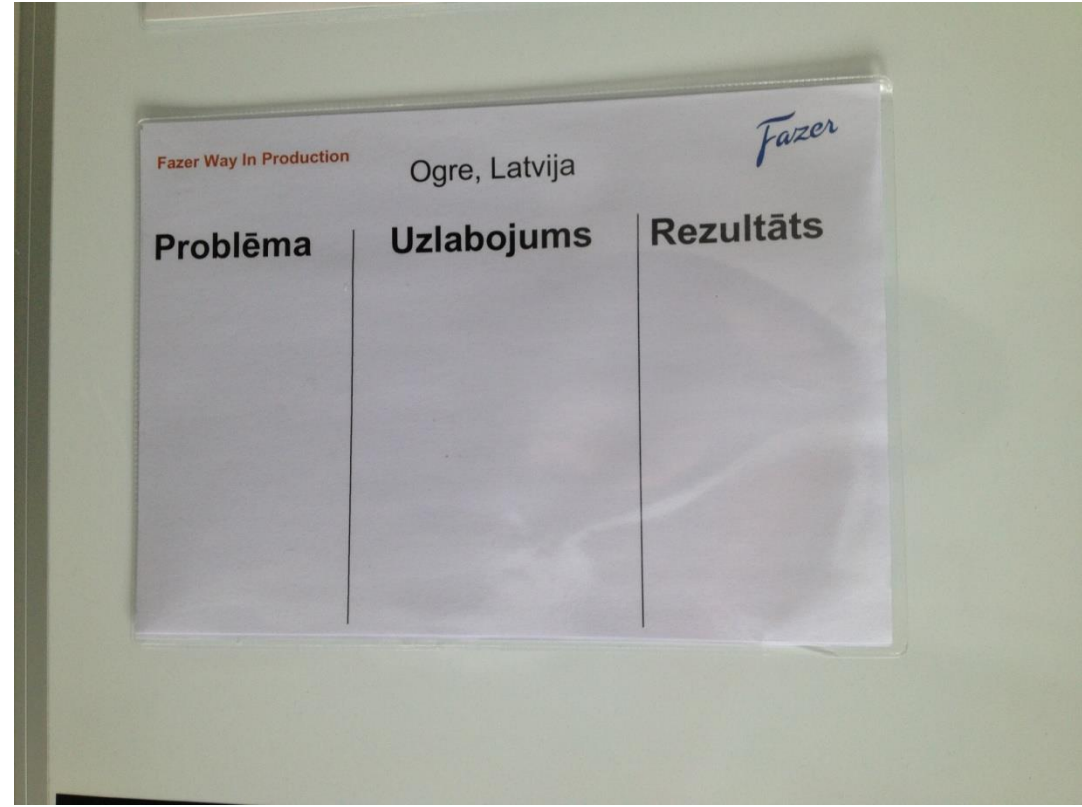 Fazer Way In Production
Ogre, Latvija
Fazer
Problēma
Uzlabojums
Rezultāts